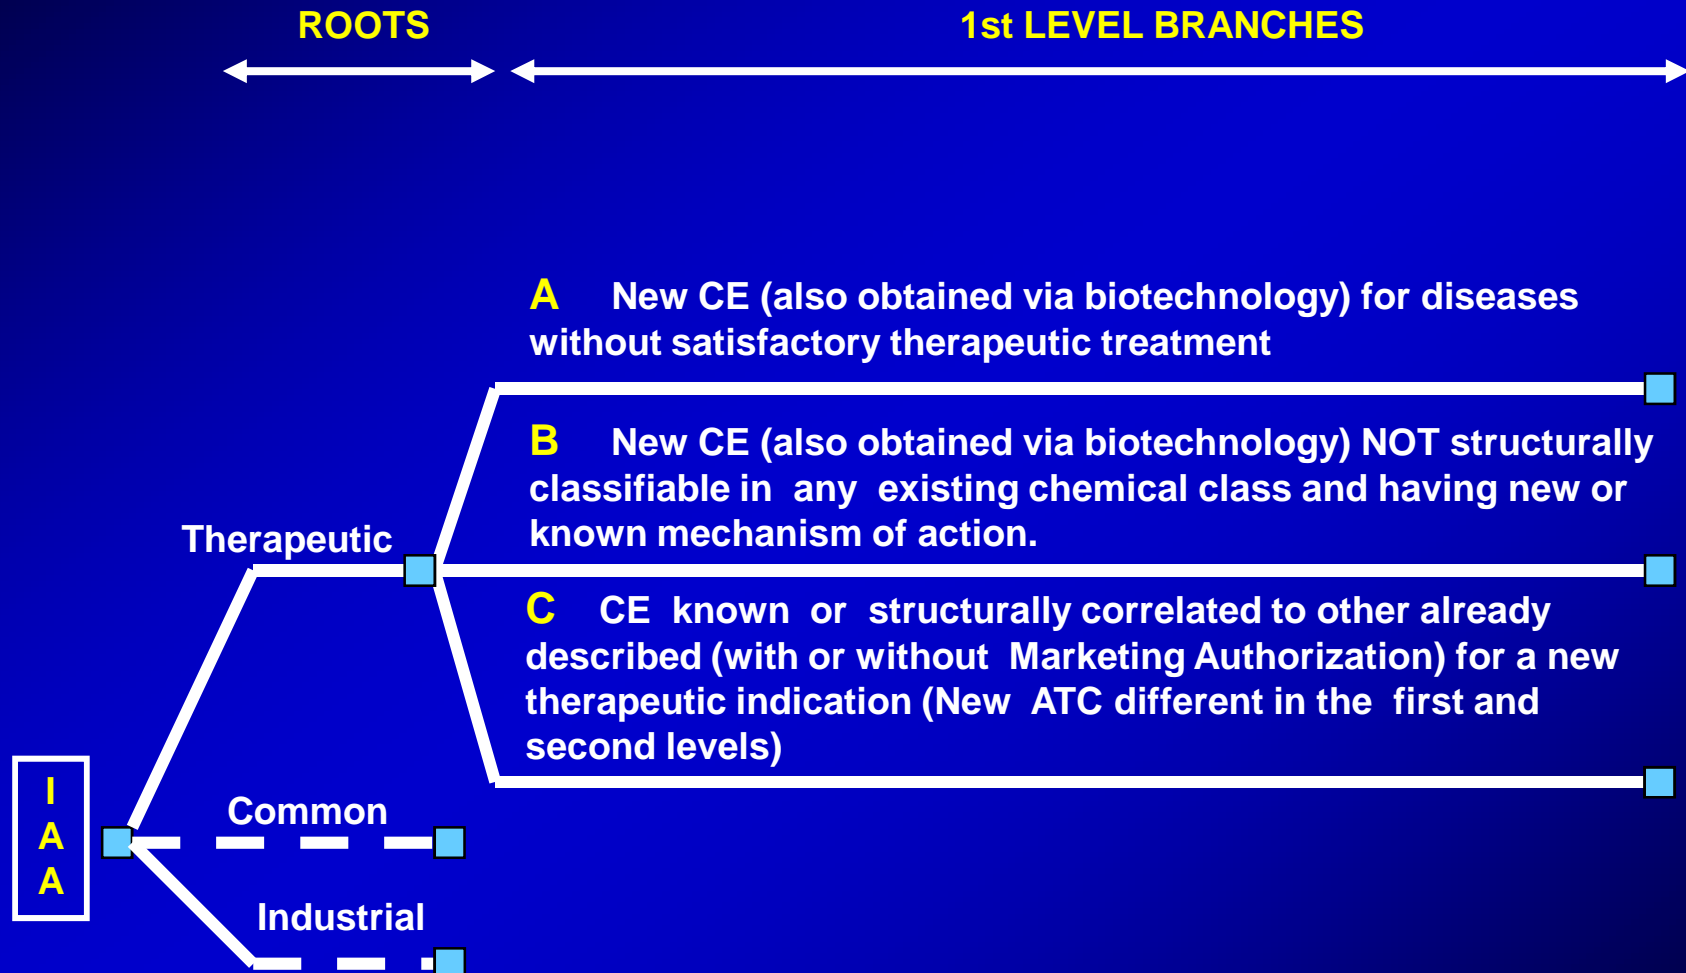 ROOTS
1st LEVEL BRANCHES
A New CE (also obtained via biotechnology) for diseases
without satisfactory therapeutic treatment
B New CE (also obtained via biotechnology) NOT structurally
classifiable in any existing chemical class and having new or
known mechanism of action.
Therapeutic
C CE known or structurally correlated to other already
described (with or without Marketing Authorization) for a new
therapeutic indication (New ATC different in the first and
second levels)
I
A
A
Common
Industrial